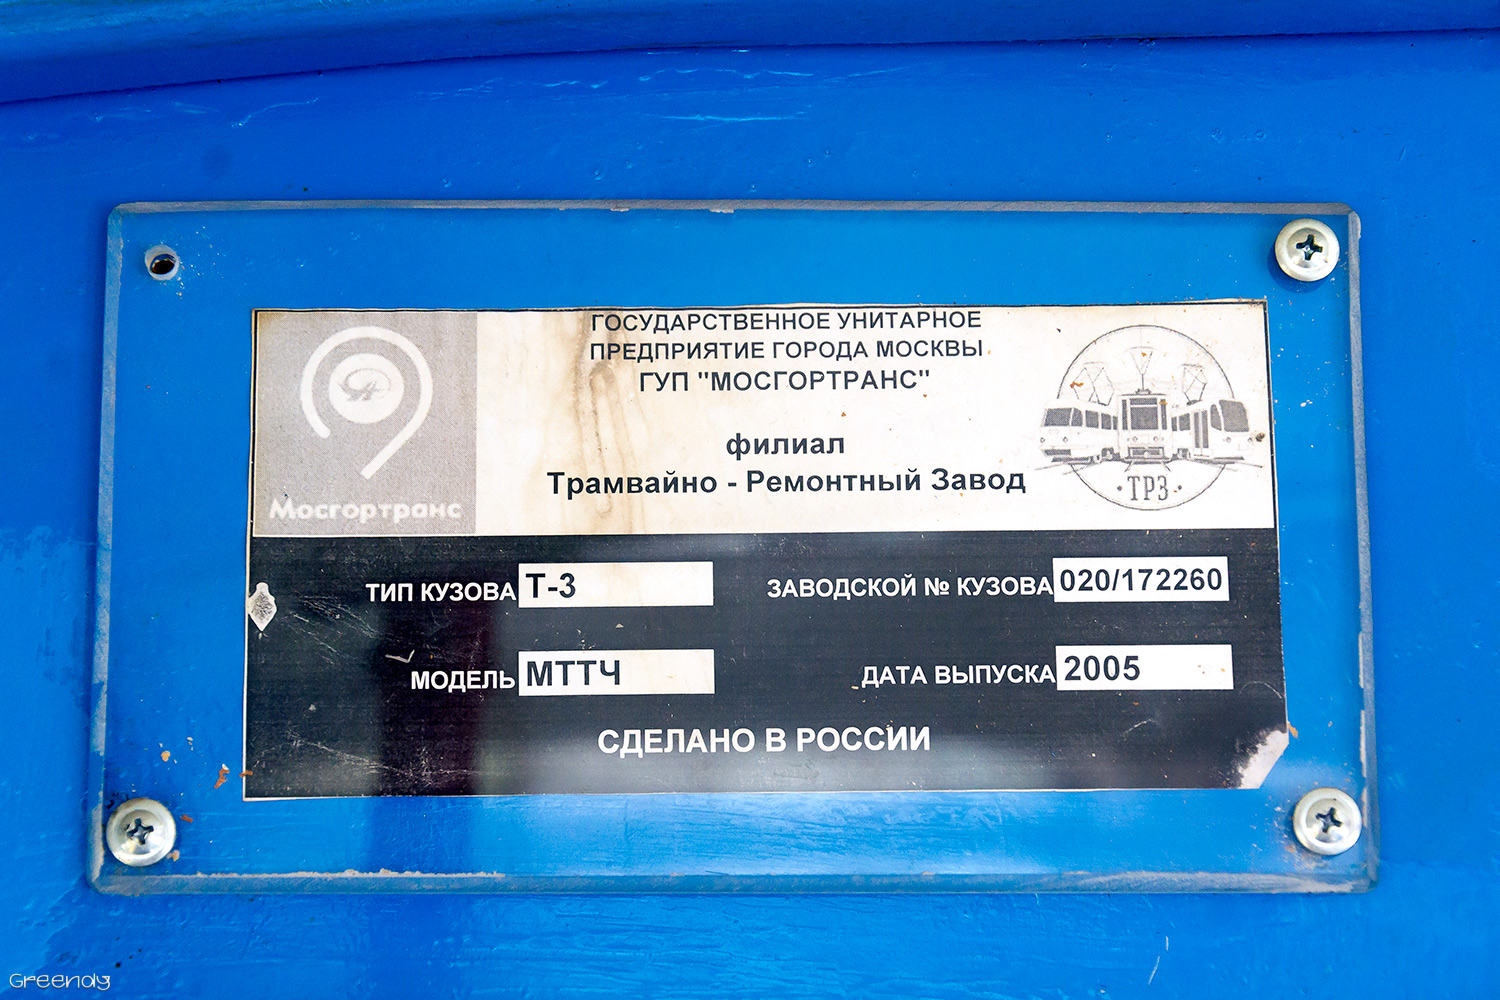 ГОСУДАРСТВЕННОЕ УНИТАРНОЕ
ПРЕДПРИЯТИЕ ГОРОДА МОСКВЫ
ГУП "МОСГОРТРАНС"
филиал
Трамвайно - Ремонтный Завод
Мосгортранс
· ТРЗ ·
ТИП КУЗОВА Т-3
ЗАВОДСКОЙ № КУЗОВА 020/172260
МОДЕЛЬ МТТЧ
ДАТА ВЫПУСКА 2005
СДЕЛАНО В РОССИИ
Greendy